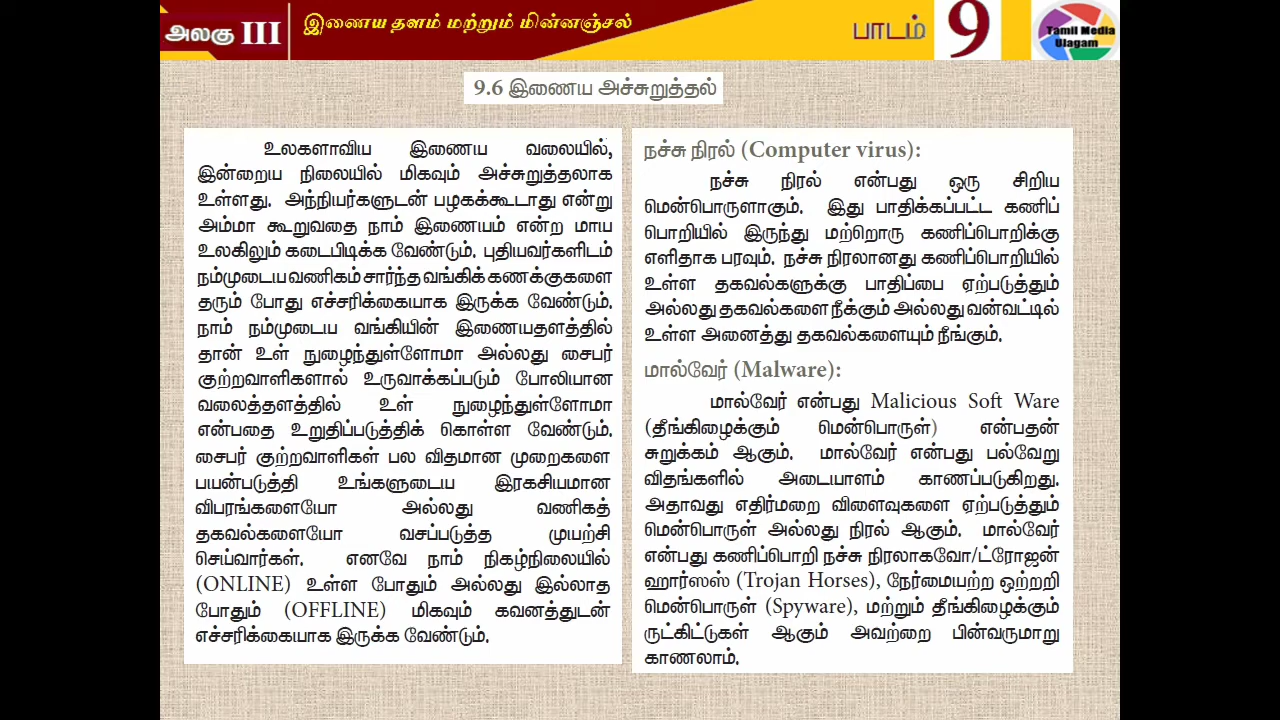 அலகு III
இணைய தளம் மற்றும் மின்னஞ்சல்
பாடம் 9
Tamil Media
Ulagam
9.6 இணைய அச்சுறுத்தல்
உலகளாவிய இணைய வலையில்,
இன்றைய நிலையில் மிகவும் அச்சுறுத்தலாக
உள்ளது. அந்நியர்களுடன் பழகக்கூடாது என்று
அம்மா கூறுவதை நாம் இணையம் என்ற மாய
உலகிலும் கடைபிடிக்க வேண்டும். புதியவர்களிடம்
நம்முடைய வணிகம் சார்ந்த வங்கிக் கணக்குகளை
தரும் போது எச்சரிக்கையாக இருக்க வேண்டும்.
நாம் நம்முடைய வங்கியின் இணையதளத்தில்
தான் உள் நுழைந்துள்ளோமா அல்லது சைபர்
குற்றவாளிகளால் உருவாக்கப்படும் போலியான
வலைத்தளத்தில் உள் நுழைந்துள்ளோமா
என்பதை உறுதிப்படுத்திக் கொள்ள வேண்டும்.
சைபர் குற்றவாளிகள் பல விதமான முறைகளை
பயன்படுத்தி உங்களுடைய இரகசியமான
விபரங்களையோ அல்லது வணிகத்
தகவல்களையோ வசப்படுத்த முயற்சி
செய்வார்கள். எனவே நாம் நிகழ்நிலையில்
(ONLINE) உள்ள போதும் அல்லது இல்லாத
போதும் (OFFLINE) மிகவும் கவனத்துடன்
எச்சரிக்கையாக இருக்க வேண்டும்.
நச்சு நிரல் (Computer virus):
நச்சு நிரல் என்பது ஒரு சிறிய
மென்பொருளாகும். இது பாதிக்கப்பட்ட கணிப்
பொறியில் இருந்து மற்றொரு கணிப்பொறிக்கு
எளிதாக பரவும். நச்சு நிரலானது கணிப்பொறியில்
உள்ள தகவல்களுக்கு பாதிப்பை ஏற்படுத்தும்
அல்லது தகவல்களை நீக்கும் அல்லது வன்வட்டில்
உள்ள அனைத்து தகவல்களையும் நீங்கும்.
மால்வேர் (Malware):
மால்வேர் என்பது Malicious Soft Ware
(தீங்கிழைக்கும் மென்பொருள்) என்பதன்
சுறுக்கம் ஆகும். மால்வேர் என்பது பல்வேறு
விதங்களில் அடையாளம் காணப்படுகிறது.
அதாவது எதிர்மறை விளைவுகளை ஏற்படுத்தும்
மென்பொருள் அல்லது நிரல் ஆகும். மால்வேர்
என்பது கணிப்பொறி நச்சு நிரலாகவோ/ட்ரோஜன்
ஹார்ஸஸ் (Trojan Horses), நேர்மையற்ற ஒற்றறி
மென்பொருள் (Spyware), மற்றும் தீங்கிழைக்கும்
ருட்கிட்டுகள் ஆகும் அவற்றை பின்வருமாறு
காணலாம்.